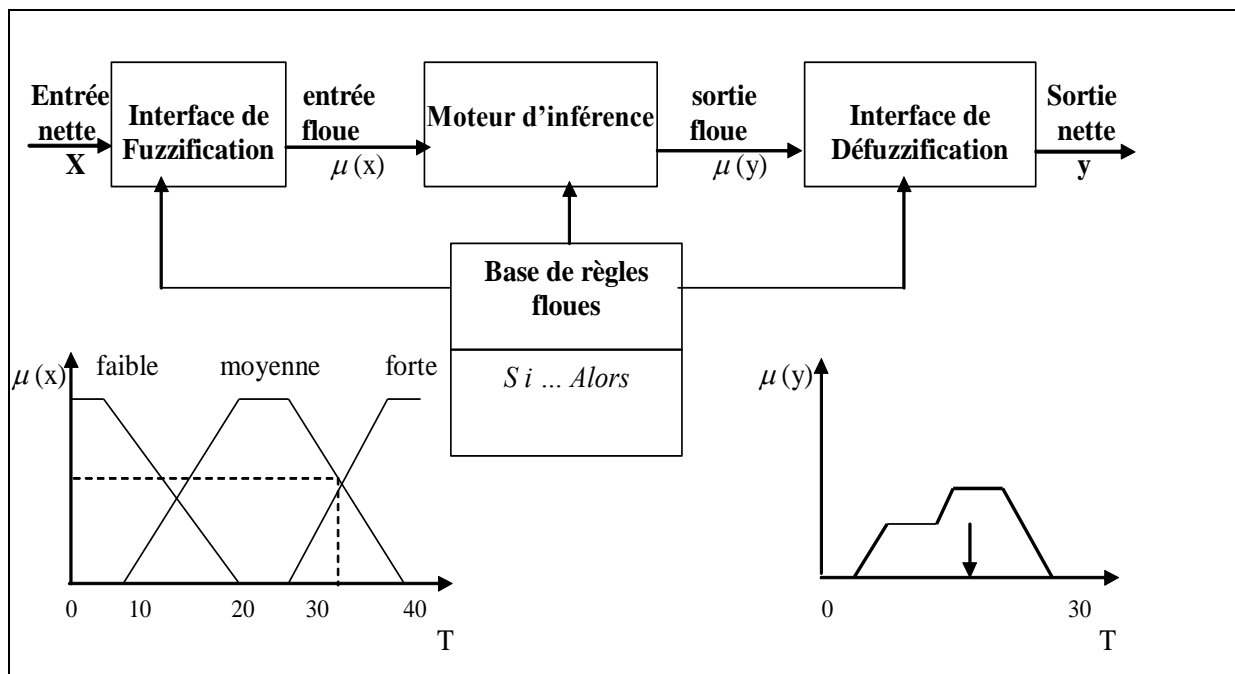 Entrée
nette
X
Interface de
Fuzzification
entrée
floue
μ (x)
Moteur d'inférence
sortie
floue
μ (y)
Interface de
Défuzzification
Sortie
nette
y
Base de règles
floues
S i ... Alors
μ (x)
faible
moyenne
forte
0 10 20 30 40
T
μ (y)
0 30
T